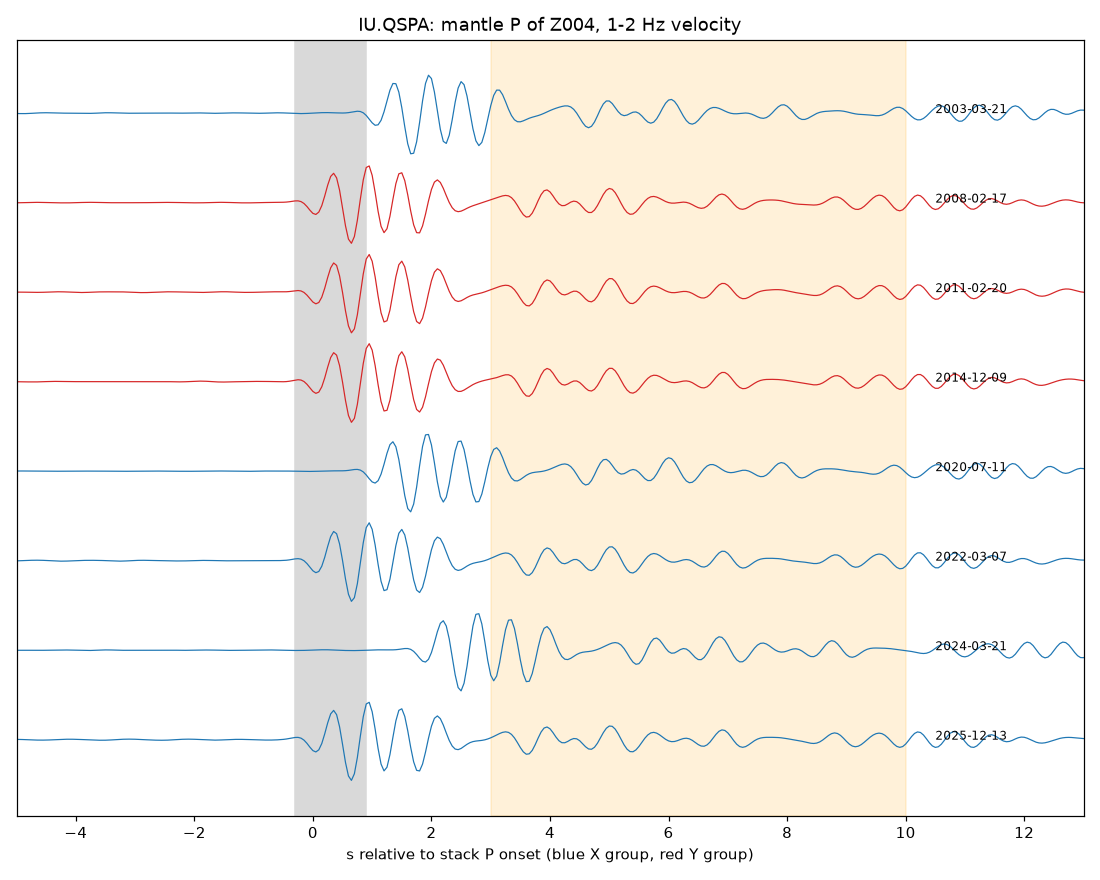 IU.QSPA: mantle P of Z004, 1-2 Hz velocity
2003-03-21
2008-02-17
2011-02-20
2014-12-09
2020-07-11
2022-03-07
2024-03-21
2025-12-13
−4 −2 0 2 4 6 8 10 12
s relative to stack P onset (blue X group, red Y group)